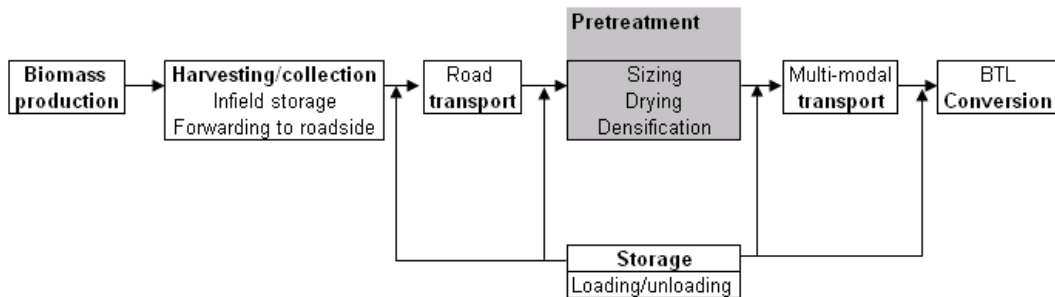 Pretreatment
Biomass
production
Harvesting/collection
Infield storage
Forwarding to roadside
Road
transport
Sizing
Drying
Densification
Multi-modal
transport
BTL
Conversion
Storage
Loading/unloading